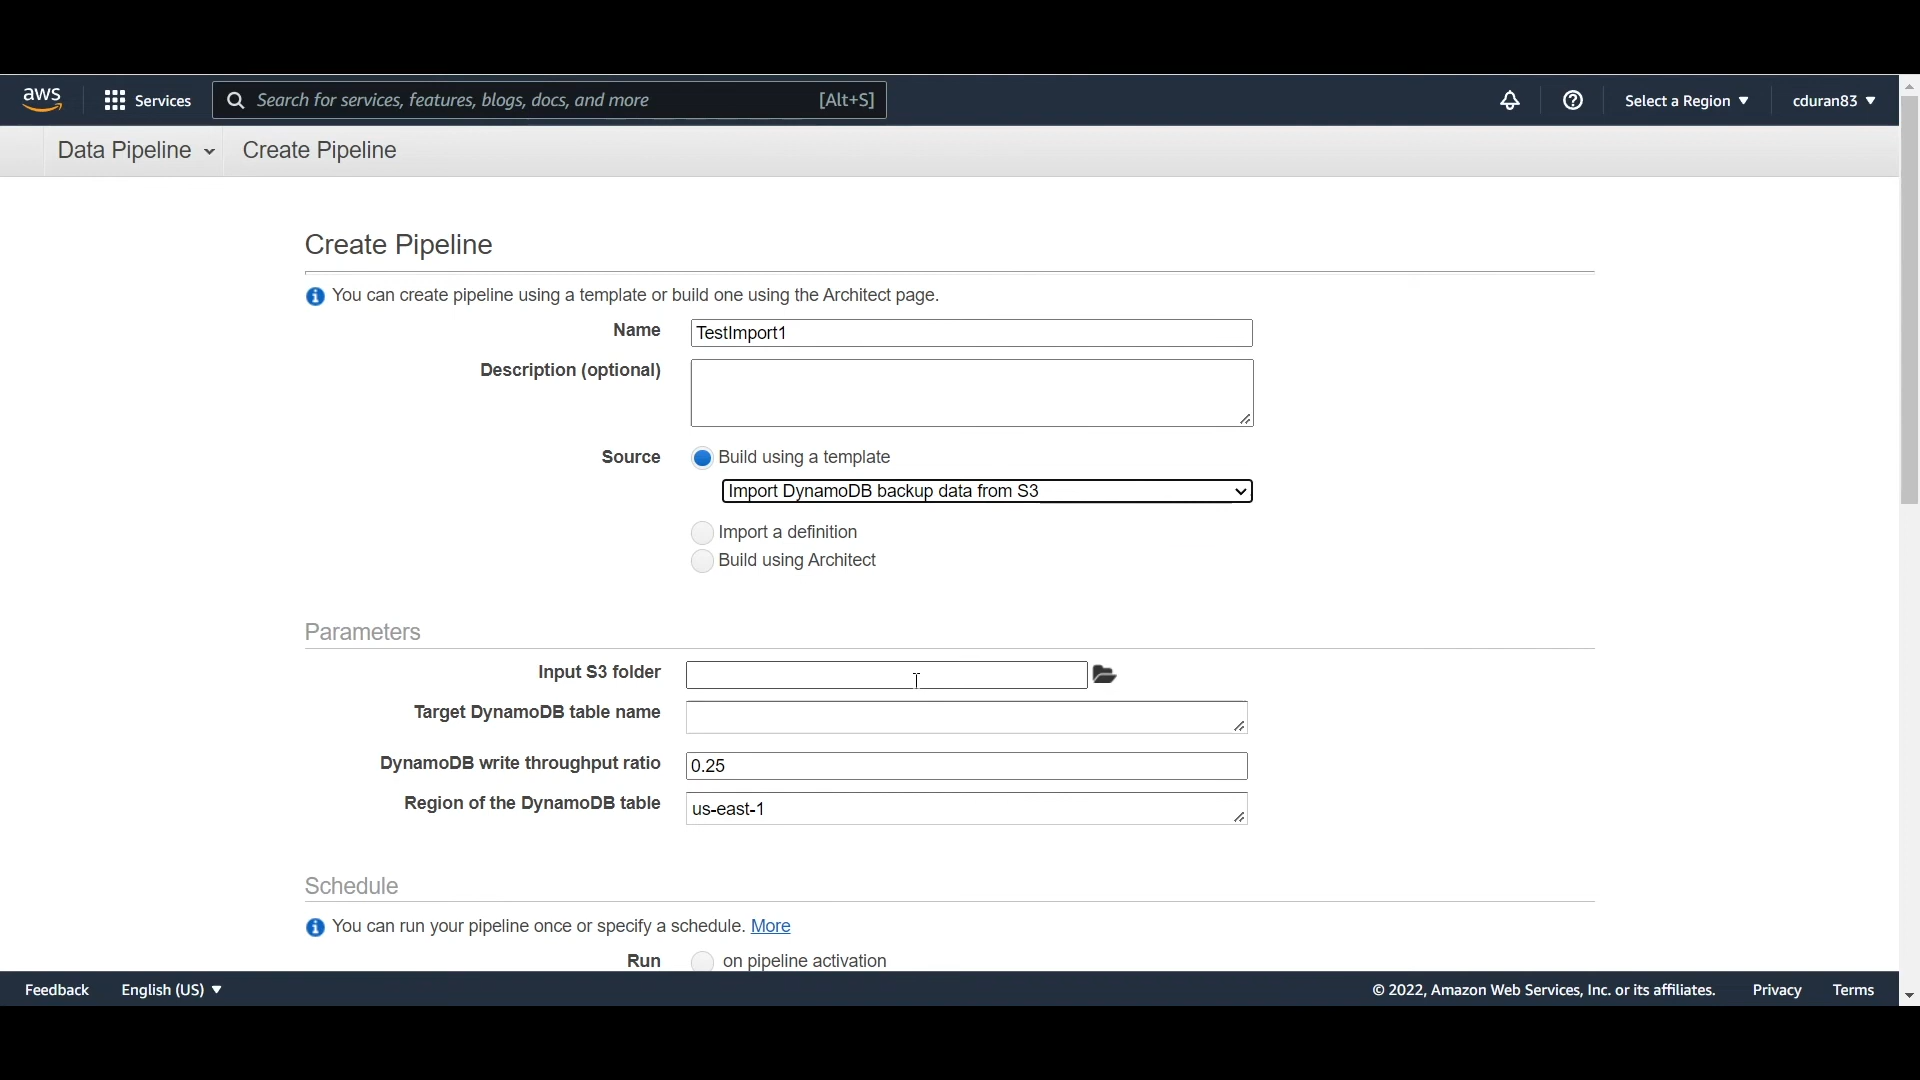 aws Services Search for services, features, blogs, docs, and more [Alt+S] Select a Region cduran83
Data Pipeline Create Pipeline
Create Pipeline
You can create pipeline using a template or build one using the Architect page.
Name TestImport1
Description (optional)
Source Build using a template
Import DynamoDB backup data from S3
Import a definition
Build using Architect
Parameters
Input S3 folder
Target DynamoDB table name
DynamoDB write throughput ratio 0.25
Region of the DynamoDB table us-east-1
Schedule
You can run your pipeline once or specify a schedule. More
Run on pipeline activation
Feedback English (US) © 2022, Amazon Web Services, Inc. or its affiliates. Privacy Terms